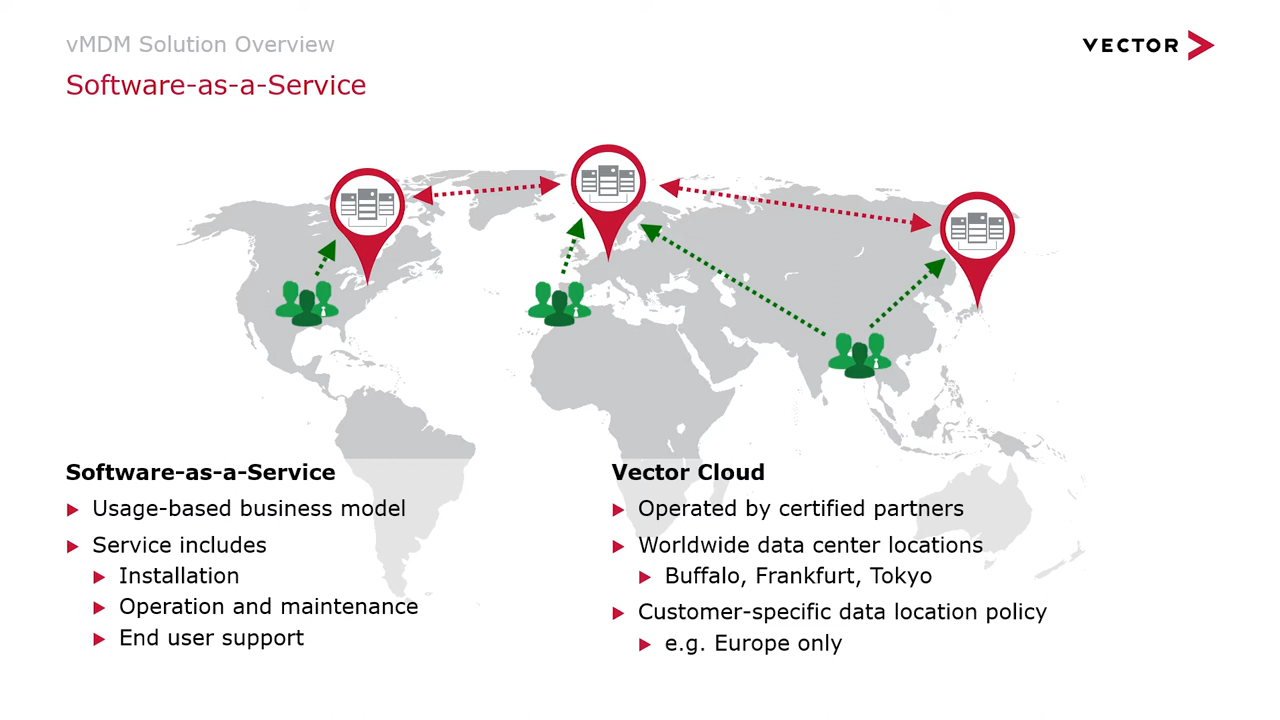 vMDM Solution Overview
VECTOR
Software-as-a-Service
Software-as-a-Service
Usage-based business model
Service includes
Installation
Operation and maintenance
End user support
Vector Cloud
Operated by certified partners
Worldwide data center locations
Buffalo, Frankfurt, Tokyo
Customer-specific data location policy
e.g. Europe only